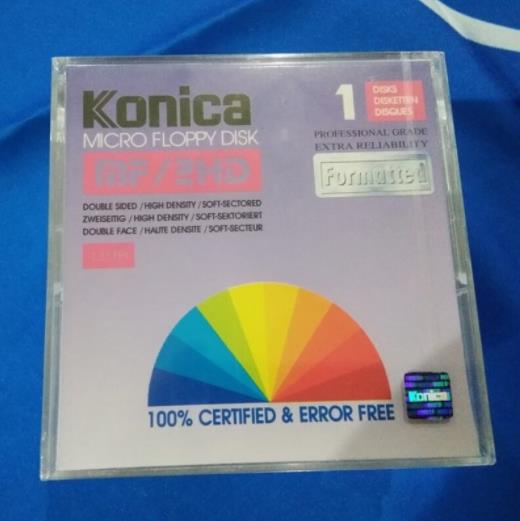 Konica
MICRO FLOPPY DISK
MF/2HD
DOUBLE SIDED / HIGH DENSITY / SOFT-SECTORED
ZWEISEITIG / HIGH DENSITY / SOFT-SEKTORIERT
DOUBLE FACE / HAUTE DENSITE / SOFT-SECTEUR
1 DISKS
DISKETTEN
DISQUES
PROFESSIONAL GRADE
EXTRA RELIABILITY
Formatted
100% CERTIFIED & ERROR FREE
Konica